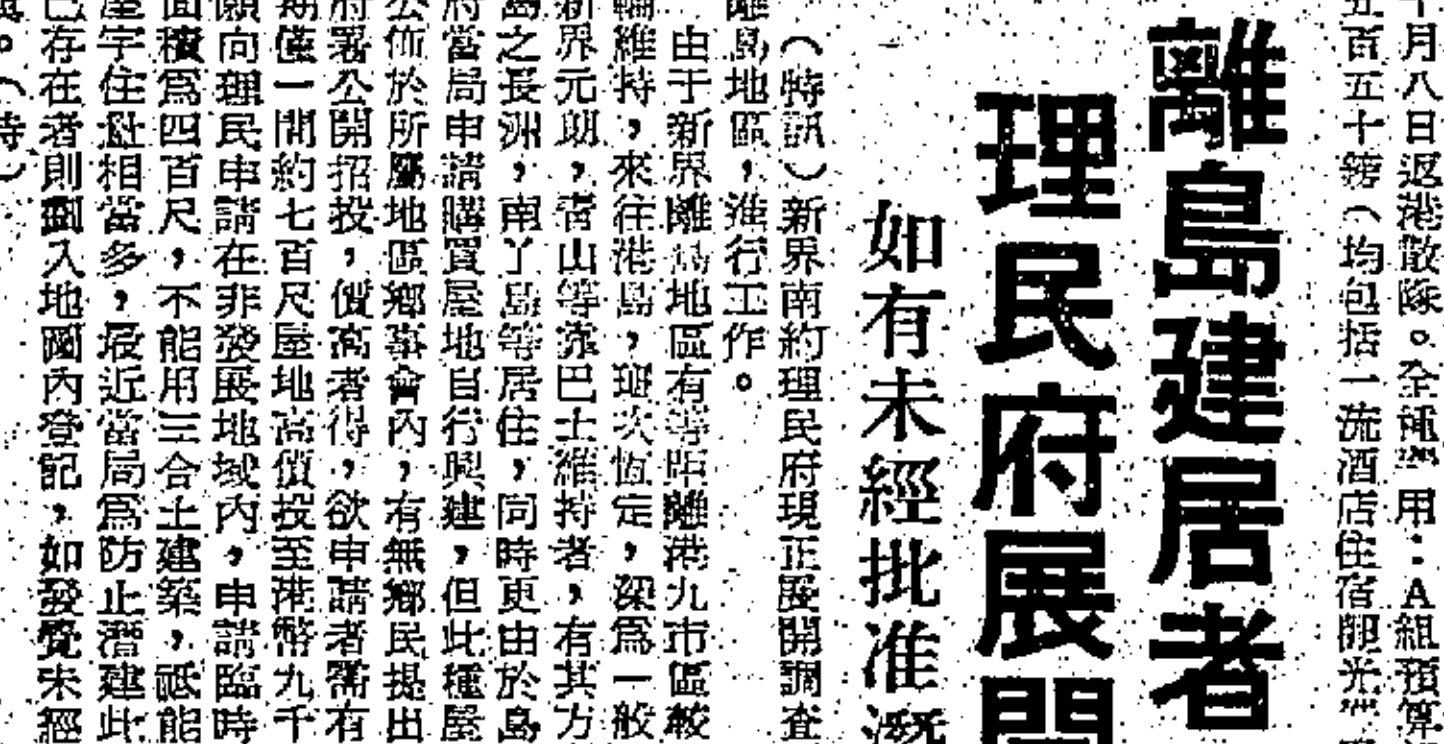 十月八日返港散隊。全程費用：A組預算
五百五十鎊（均包括一流酒店住宿觀光
離島建居者
理民府展開
如有未經批准潛
（特訊）新界南約理民府現正展開調查
離島地區，進行工作。
由于新界離島地區有等距離港九市區較
輪維持，來往港島，班次恆定，深爲一般
新界元朗，青山等靠巴士維持者，有其方
島之長洲，南丫島等居住，同時更由於島
府當局申請購買屋地自行興建，但此種屋
公佈於所屬地區鄉事會內，有無鄉民提出
府署公開招投，價高者得，欲申請者需有
期僅一間約七百尺屋地高價投至港幣九千
願向理民申請在非發展地域內，申請臨時
面積爲四百尺，不能用三合土建築，祗能
屋宇住址相當多，最近當局爲防止潛建此
已存在者則劃入地圖內登記，如發覺未經
。（特）